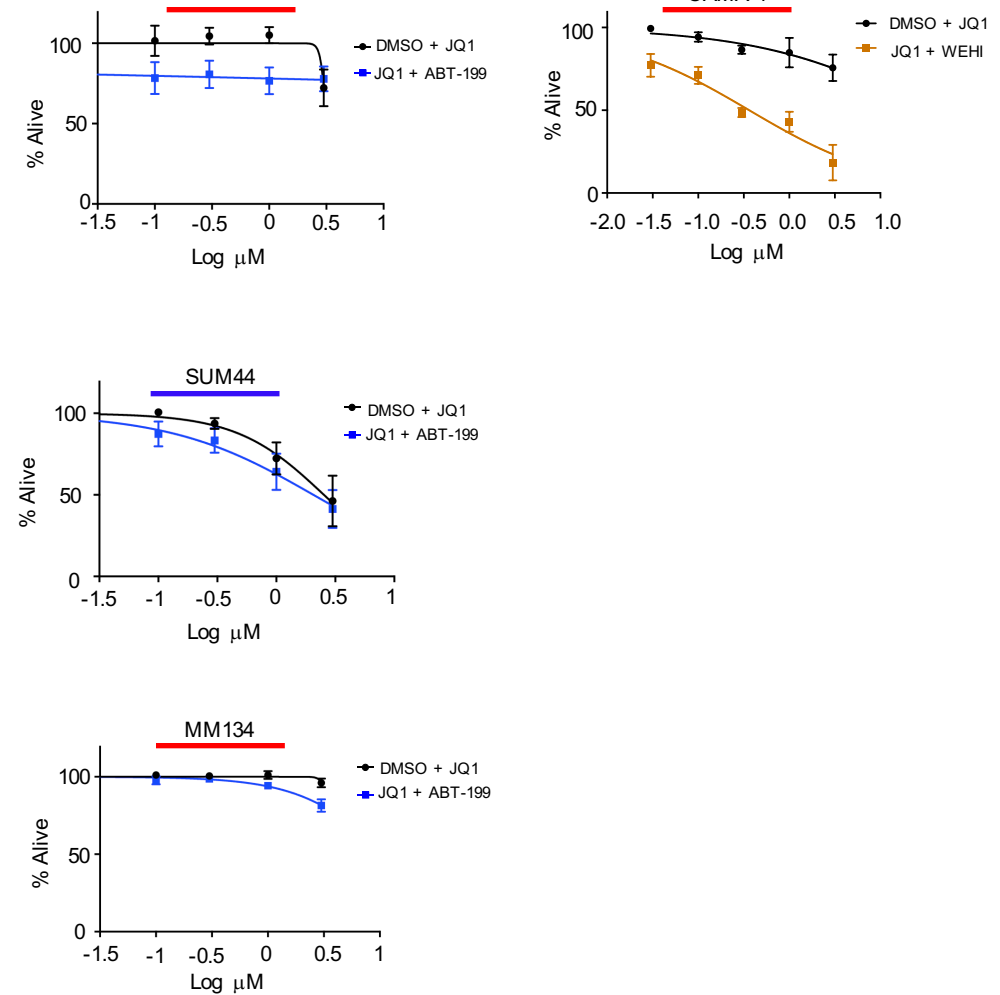 DMSO + JQ1
JQ1 + ABT-199
% Alive
100
50
0
-1.5 -1 -0.5 0 0.5 1
Log μM
DMSO + JQ1
JQ1 + WEHI
% Alive
100
50
0
-2.0 -1.5 -1.0 -0.5 0.0 0.5 1.0
Log μM
SUM44
DMSO + JQ1
JQ1 + ABT-199
% Alive
100
50
0
-1.5 -1 -0.5 0 0.5 1
Log μM
MM134
DMSO + JQ1
JQ1 + ABT-199
% Alive
100
50
0
-1.5 -1 -0.5 0 0.5 1
Log μM